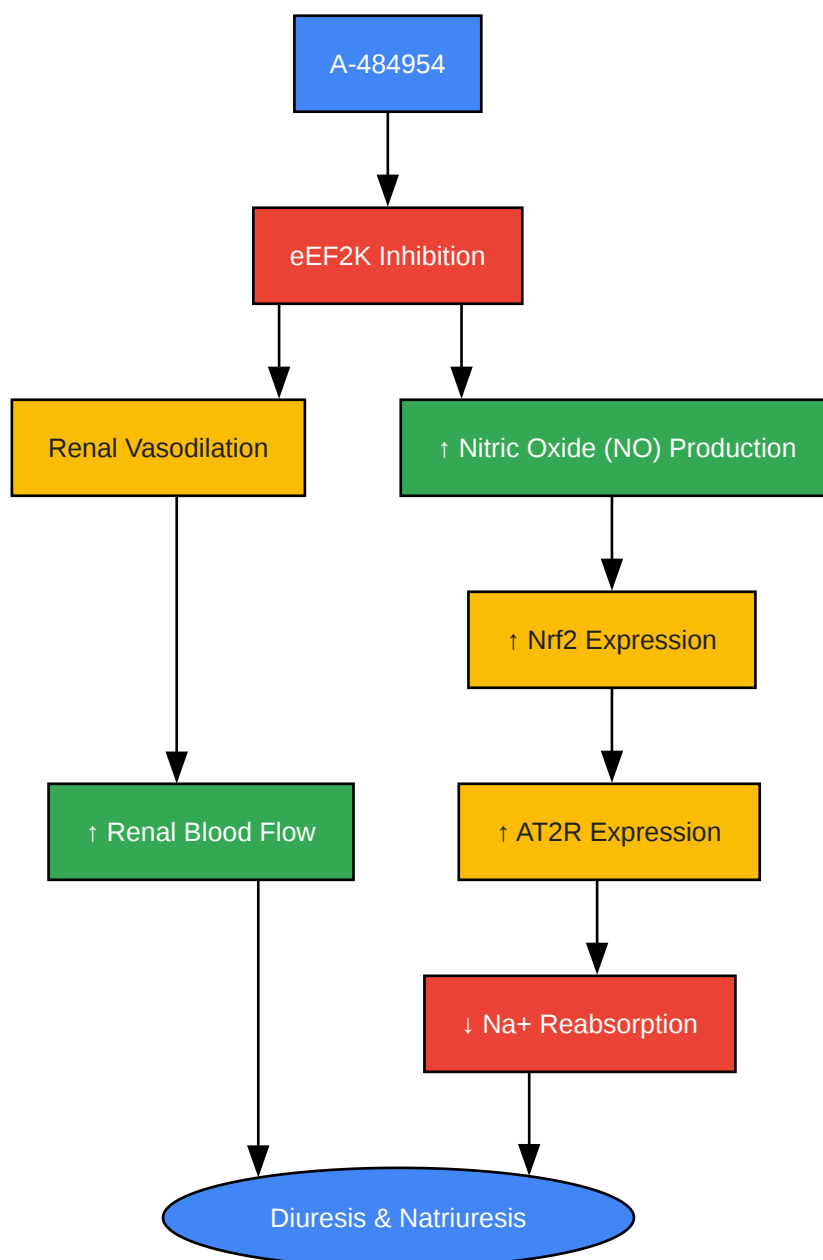 A-484954
eEF2K Inhibition
Renal Vasodilation
↑ Nitric Oxide (NO) Production
↑ Nrf2 Expression
↑ Renal Blood Flow
↑ AT2R Expression
↓ Na+ Reabsorption
Diuresis & Natriuresis